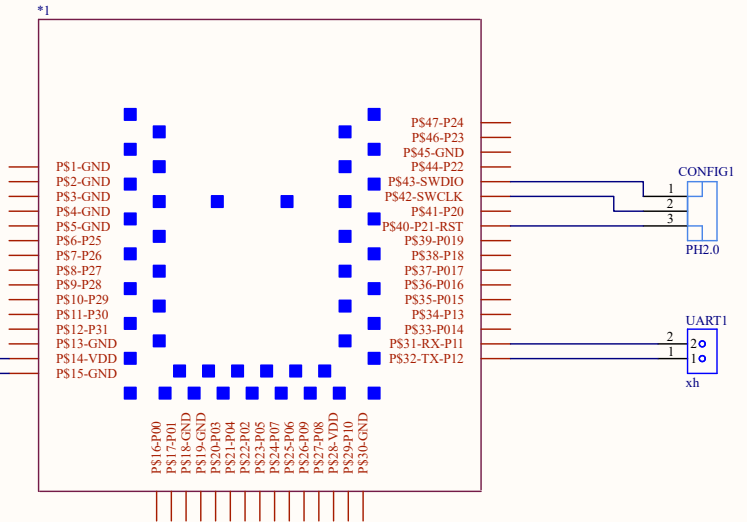 *1
P$1-GND
P$2-GND
P$3-GND
P$4-GND
P$5-GND
P$6-P25
P$7-P26
P$8-P27
P$9-P28
P$10-P29
P$11-P30
P$12-P31
P$13-GND
P$14-VDD
P$15-GND
P$16-P00
P$17-P01
P$18-GND
P$19-GND
P$20-P03
P$21-P04
P$22-P02
P$23-P05
P$24-P07
P$25-P06
P$26-P09
P$27-P08
P$28-VDD
P$29-P10
P$30-GND
P$47-P24
P$46-P23
P$45-GND
P$44-P22
P$43-SWDIO
P$42-SWCLK
P$41-P20
P$40-P21-RST
P$39-P019
P$38-P18
P$37-P017
P$36-P016
P$35-P015
P$34-P13
P$33-P014
P$31-RX-P11
P$32-TX-P12
CONFIG1
1
2
3
PH2.0
UART1
2 2
1 1
xh